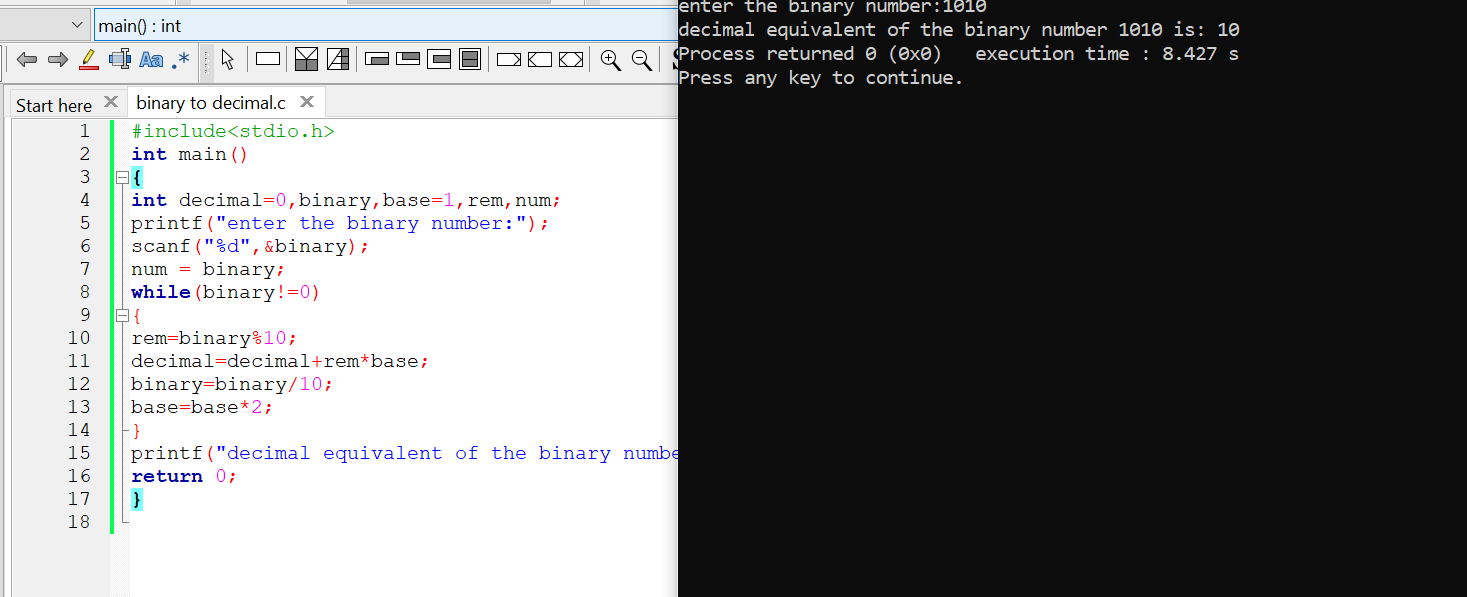 main() : int
Aa .*
Start here
binary to decimal.c
1 #include<stdio.h>
2 int main()
3 {
4 int decimal=0,binary,base=1,rem,num;
5 printf("enter the binary number:");
6 scanf("%d",&binary);
7 num = binary;
8 while(binary!=0)
9 {
10 rem=binary%10;
11 decimal=decimal+rem*base;
12 binary=binary/10;
13 base=base*2;
14 }
15 printf("decimal equivalent of the binary numbe
16 return 0;
17 }
18
enter the binary number:1010
decimal equivalent of the binary number 1010 is: 10
Process returned 0 (0x0)   execution time : 8.427 s
Press any key to continue.